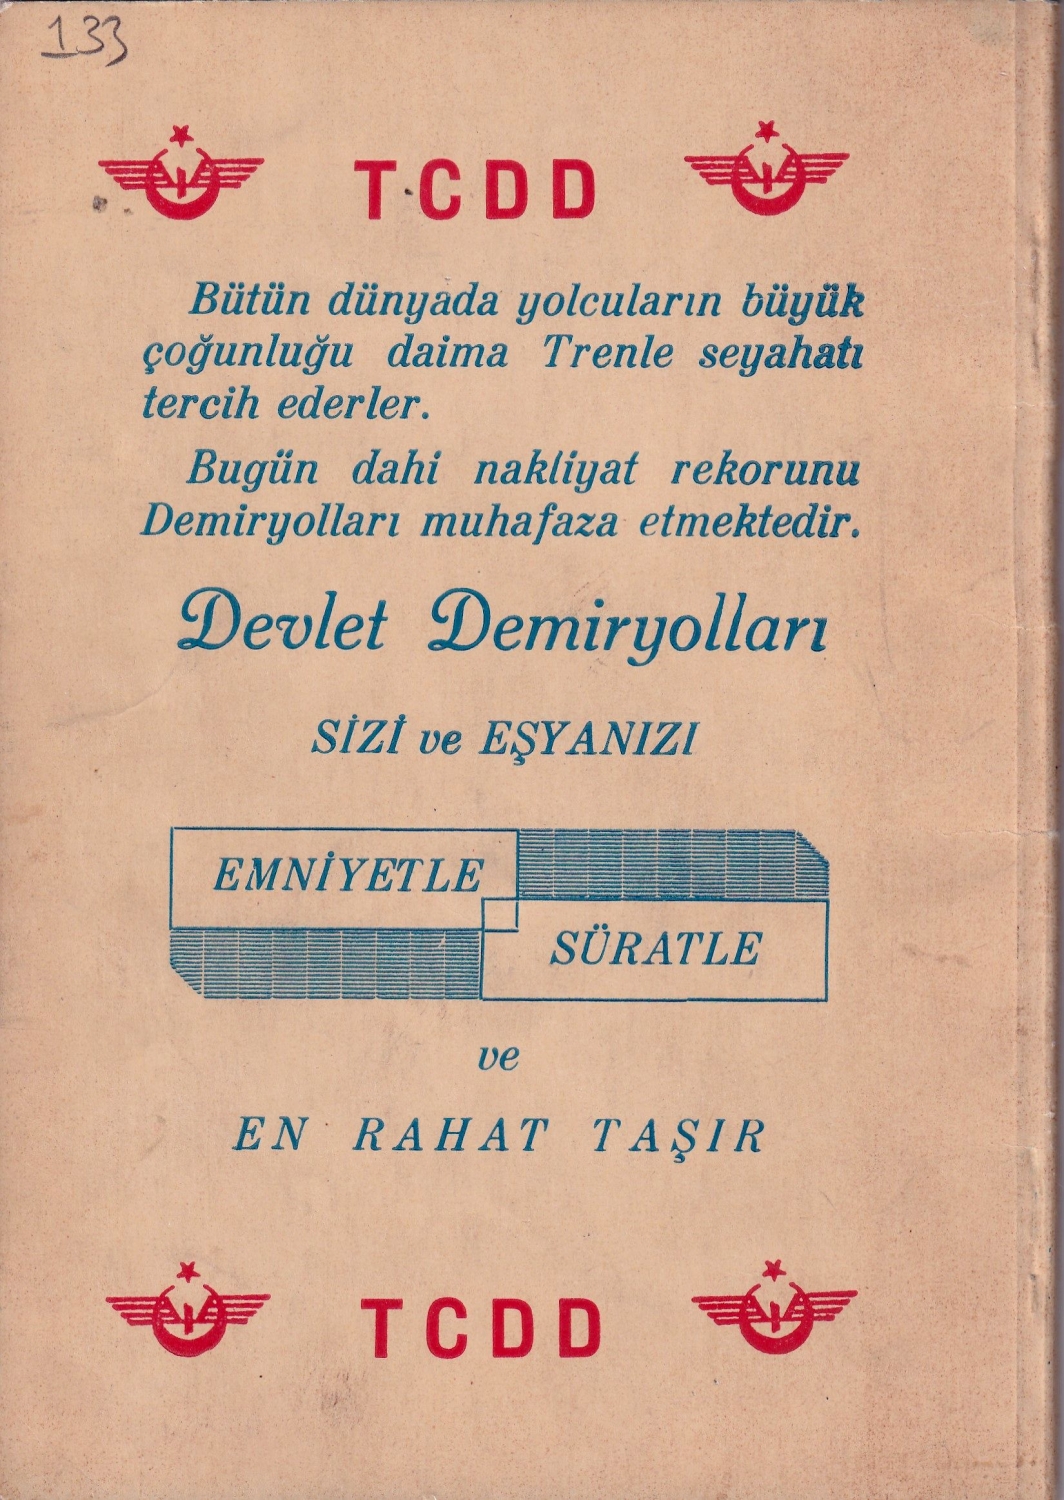 133
TCDD
Bütün dünyada yolcuların büyük
çoğunluğu daima Trenle seyahatı
tercih ederler.
Bugün dahi nakliyat rekorunu
Demiryolları muhafaza etmektedir.
Devlet Demiryolları
SİZİ ve EŞYANIZI
EMNİYETLE
SÜRATLE
ve
EN RAHAT TAŞIR
TCDD